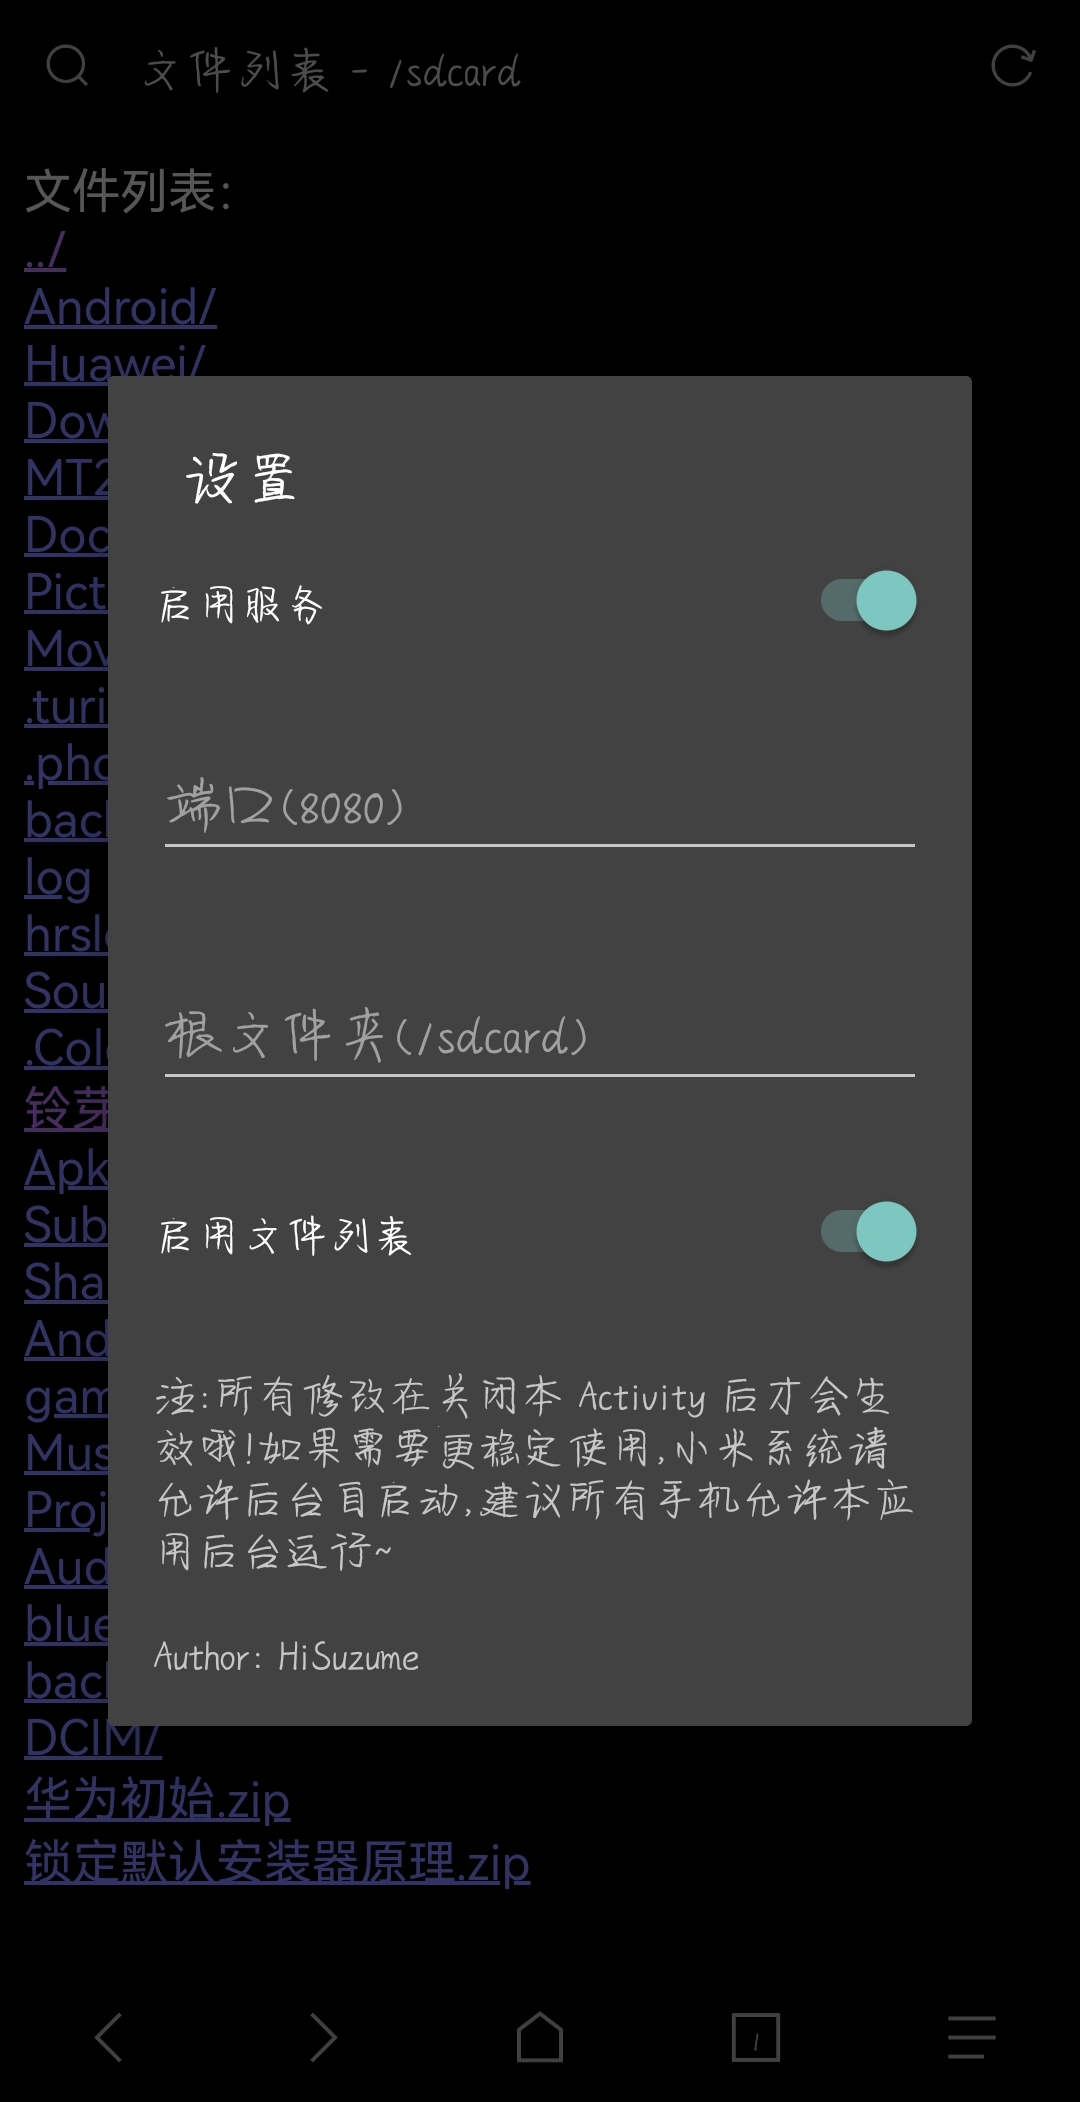 文件列表 - /sdcard
文件列表:
../
Android/
Huawei/
Dow
MT2
Doc
Pict
Mov
.turi
.pho
bacl
log
hrsl
Sou
.Col
铃芽
Apk
Sub
Sha
And
gam
Mus
Proj
Aud
blue
bacl
DCIM/
华为初始.zip
锁定默认安装器原理.zip
设置
启用服务
端口(8080)
根文件夹(/sdcard)
启用文件列表
注:所有修改在关闭本 Activity 后才会生
效哦!如果需要更稳定使用,小米系统请
允许后台自启动,建议所有手机允许本应
用后台运行~
Author: HiSuzume
1